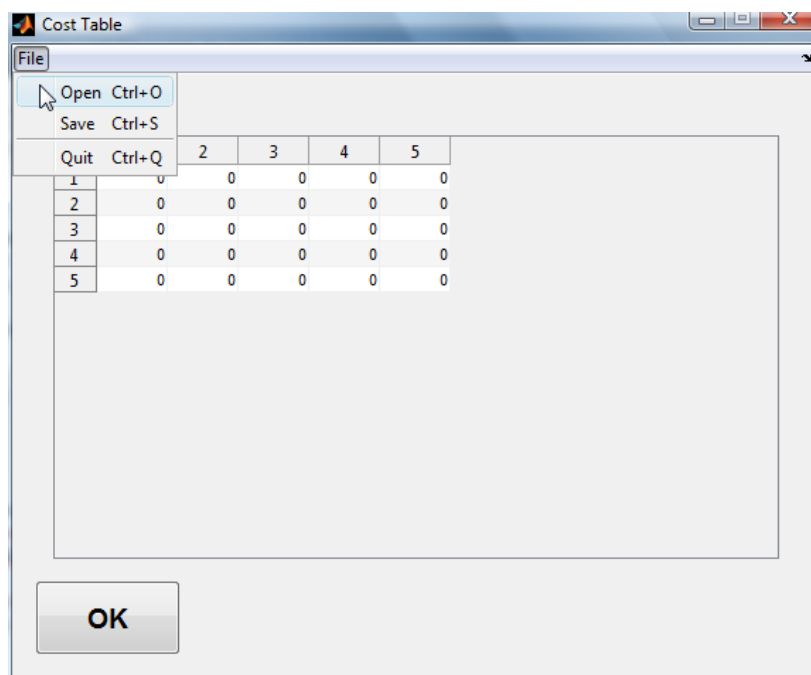 Cost Table
File
Open Ctrl+O
Save Ctrl+S
Quit Ctrl+Q
2 3 4 5
1 0 0 0 0 0
2 0 0 0 0 0
3 0 0 0 0 0
4 0 0 0 0 0
5 0 0 0 0 0
OK